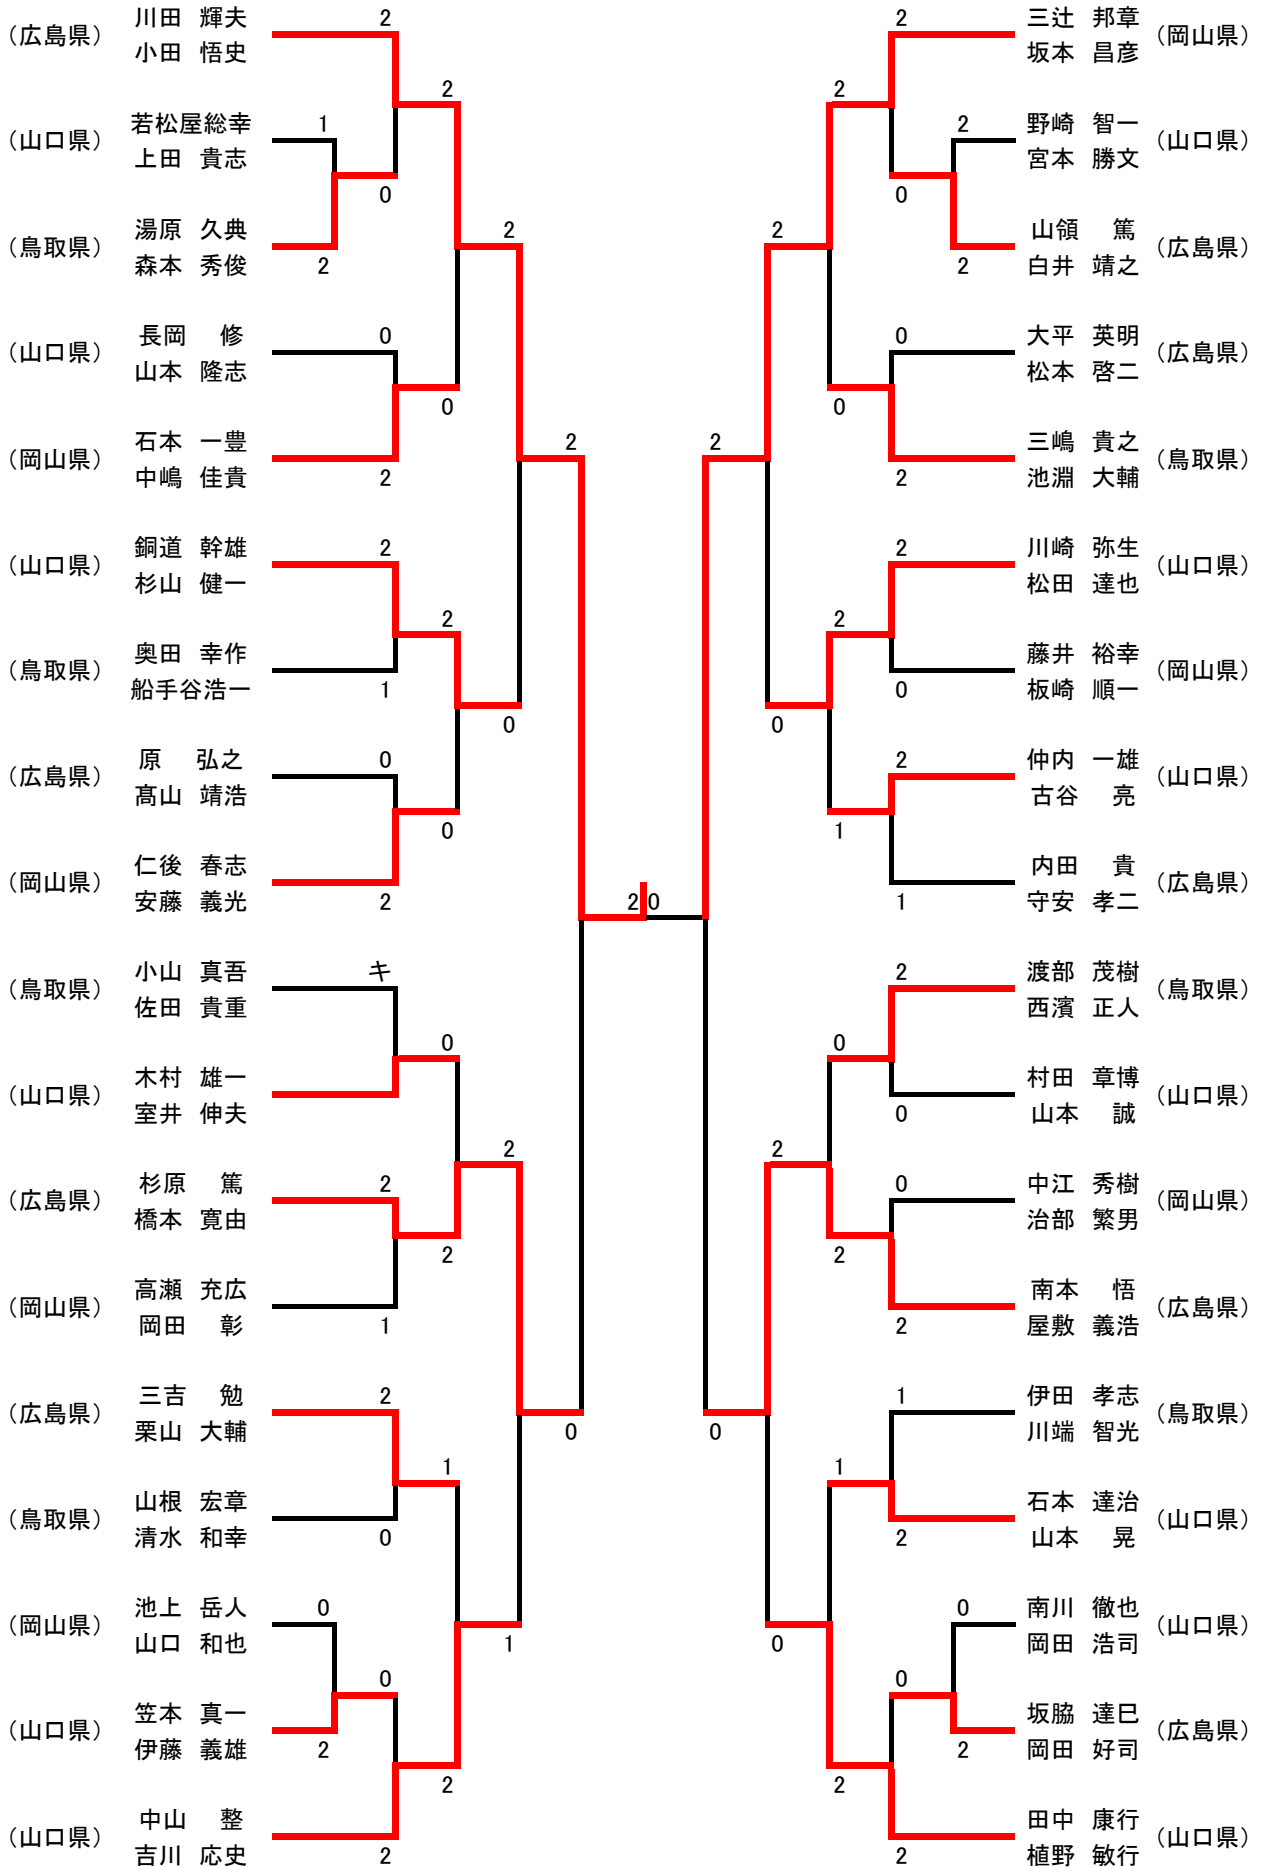 川田 輝夫 2
(広島県)
小田 悟史
2
若松屋総幸 1
(山口県)
上田 貴志
0
湯原 久典 2
(鳥取県)
森本 秀俊 2
長岡 修 0
(山口県)
山本 隆志
0
石本 一豊 2
(岡山県)
中嶋 佳貴 2
銅道 幹雄 2
(山口県)
杉山 健一
2
奥田 幸作
(鳥取県)
船手谷浩一 1
0
原 弘之 0
(広島県)
髙山 靖浩
0
仁後 春志
(岡山県)
安藤 義光 2
小山 真吾 キ
(鳥取県)
佐田 貴重
0
木村 雄一
(山口県)
室井 伸夫
2
杉原 篤 2
(広島県)
橋本 寛由
2
高瀬 充広
(岡山県)
岡田 彰 1
三吉 勉 2
(広島県)
栗山 大輔 0
1
山根 宏章
(鳥取県)
清水 和幸 0
池上 岳人 0
(岡山県)
山口 和也 1
0
笠本 真一
(山口県)
伊藤 義雄 2
2
中山 整
(山口県)
吉川 応史 2
2 0
2 三辻 邦章
(岡山県)
坂本 昌彦
2
2 野崎 智一
(山口県)
宮本 勝文
0
2 山領 篤
(広島県)
2 白井 靖之
0 大平 英明
(広島県)
松本 啓二
0
2 三嶋 貴之
(鳥取県)
2 池淵 大輔
2 川崎 弥生
(山口県)
松田 達也
2
藤井 裕幸
(岡山県)
0 板崎 順一
0
2 仲内 一雄
(山口県)
古谷 亮
1
内田 貴
(広島県)
1 守安 孝二
2 渡部 茂樹
(鳥取県)
西濱 正人
0
村田 章博
(山口県)
0 山本 誠
2
0 中江 秀樹
(岡山県)
治部 繁男
2
南本 悟
(広島県)
2 屋敷 義浩
1 伊田 孝志
(鳥取県)
0 川端 智光
1
石本 達治
(山口県)
2 山本 晃
0 南川 徹也
(山口県)
0 岡田 浩司
0
坂脇 達巳
(広島県)
2 岡田 好司
2
田中 康行
(山口県)
2 植野 敏行